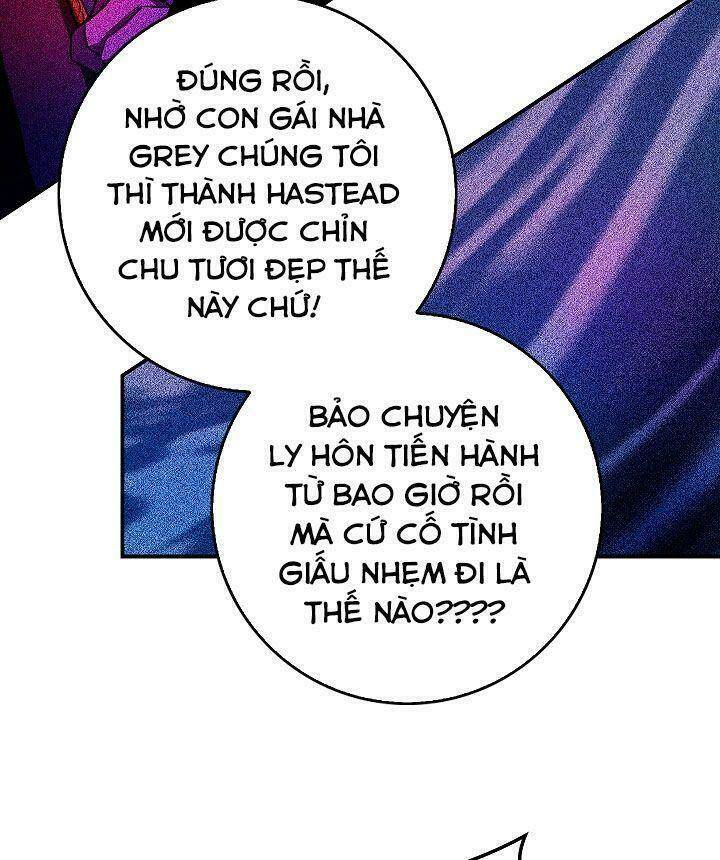 ĐÚNG RỒI,
NHỜ CON GÁI NHÀ
GREY CHÚNG TÔI
THÌ THÀNH HASTEAD
MỚI ĐƯỢC CHỈN
CHU TƯƠI ĐẸP THẾ
NÀY CHỨ!
BẢO CHUYỆN
LY HÔN TIẾN HÀNH
TỪ BAO GIỜ RỒI
MÀ CỨ CỐ TÌNH
GIẤU NHẸM ĐI LÀ
THẾ NÀO????